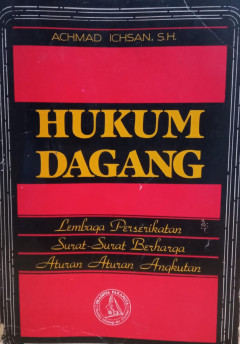 ACHMAD ICHSAN, S.H.
HUKUM
DAGANG
Lembaga Perserikatan
Surat-Surat Berharga
Aturan Aturan Angkutan